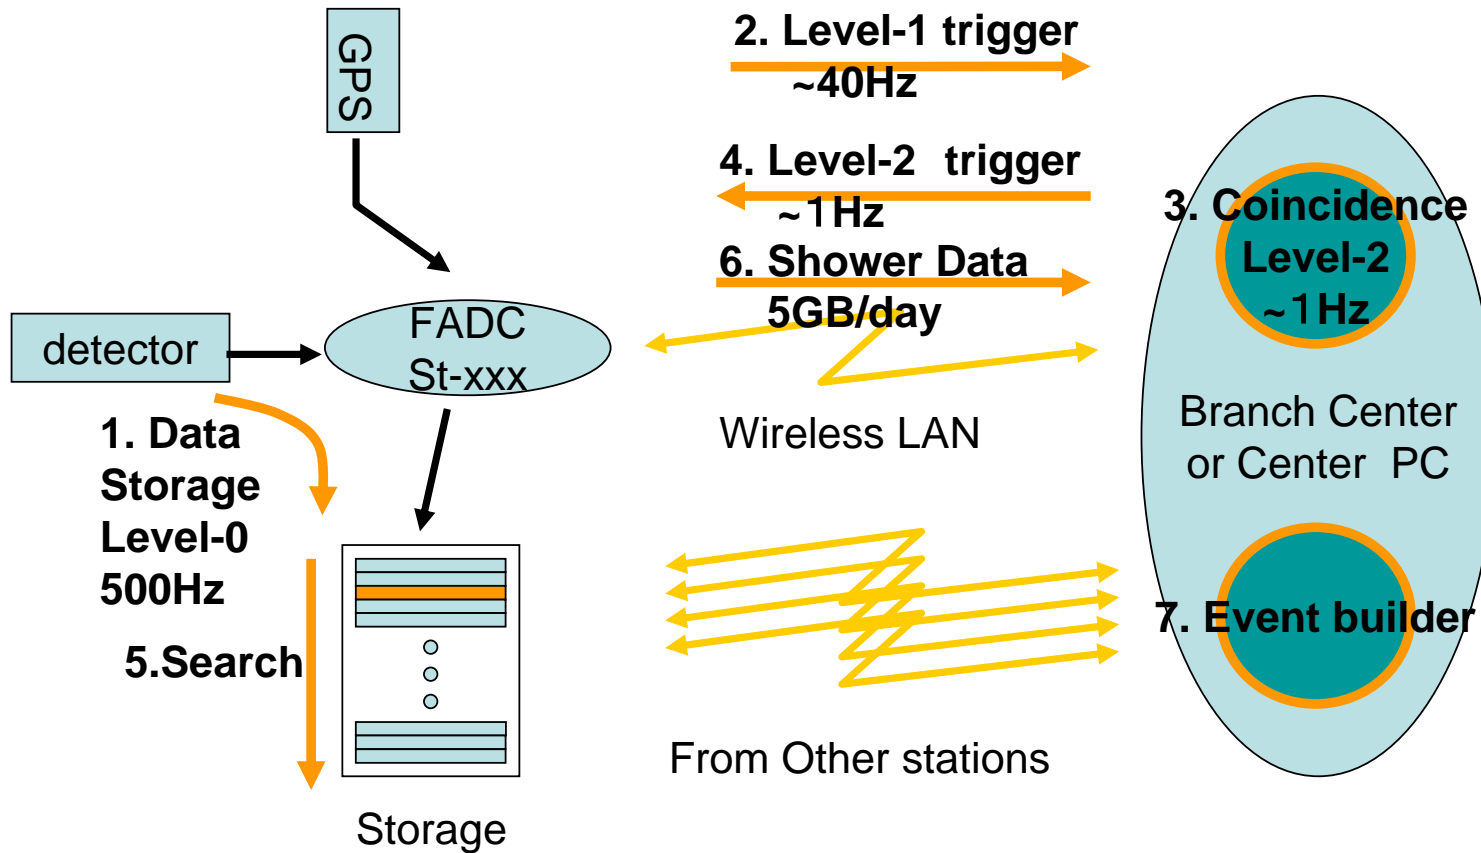 GPS
2. Level-1 trigger
~40Hz
4. Level-2 trigger
~1Hz
6. Shower Data
5GB/day
3. Coincidence
Level-2
~1Hz
detector
FADC
St-xxx
1. Data
Storage
Level-0
500Hz
Wireless LAN
Branch Center
or Center PC
5.Search
7. Event builder
From Other stations
Storage